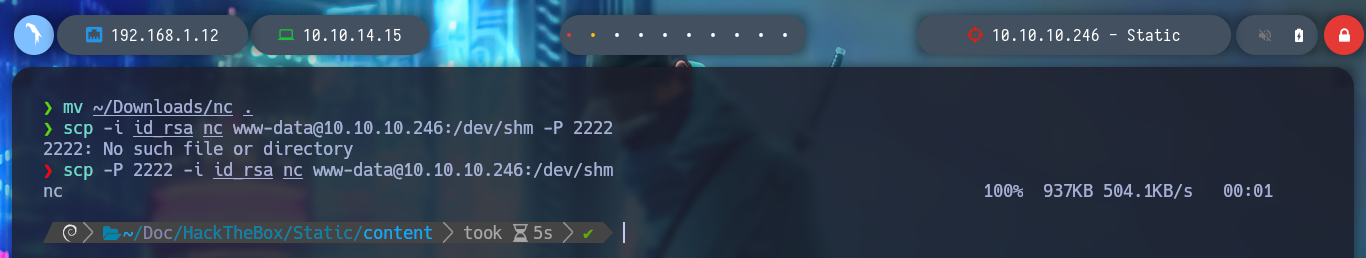 192.168.1.12 10.10.14.15 10.10.10.246 - Static
❯ mv ~/Downloads/nc .
❯ scp -i id_rsa nc www-data@10.10.10.246:/dev/shm -P 2222
2222: No such file or directory
❯ scp -P 2222 -i id_rsa nc www-data@10.10.10.246:/dev/shm
nc 100% 937KB 504.1KB/s 00:01
~/Doc/HackTheBox/Static/content took 5s ✔